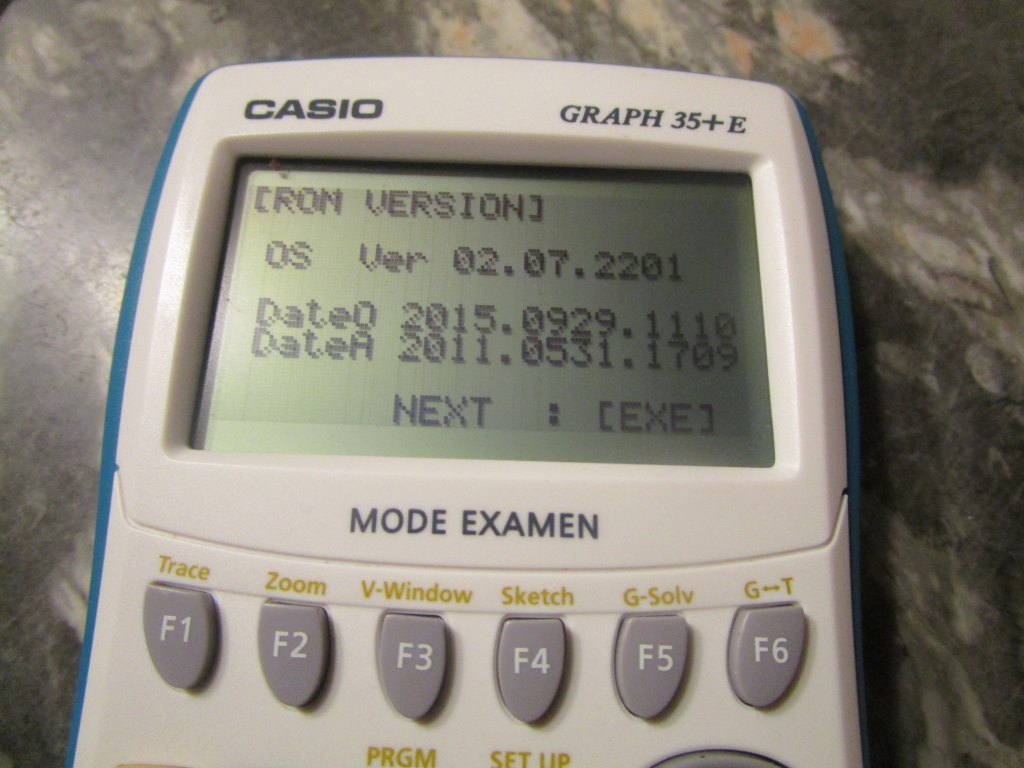 CASIO GRAPH 35+E
[ROM VERSION]
OS Ver 02.07.2201
DateO 2015.0929.1110
DateA 2011.0531.1709
NEXT : [EXE]
MODE EXAMEN
Trace Zoom V-Window Sketch G-Solv G↔T
F1 F2 F3 F4 F5 F6
PRGM SET UP